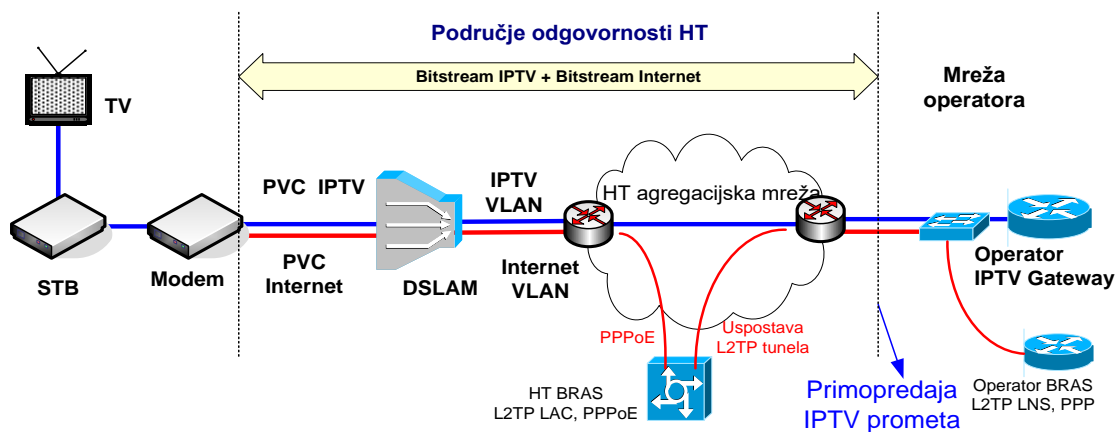 Područje odgovornosti HT
Bitstream IPTV + Bitstream Internet
Mreža
operatora
TV
PVC IPTV
IPTV
VLAN
HT agregacijska mreža
STB
Modem
PVC
Internet
DSLAM
Internet
VLAN
Operator
IPTV Gateway
PPPoE
Uspostava
L2TP tunela
HT BRAS
L2TP LAC, PPPoE
Primopredaja
IPTV prometa
Operator BRAS
L2TP LNS, PPP